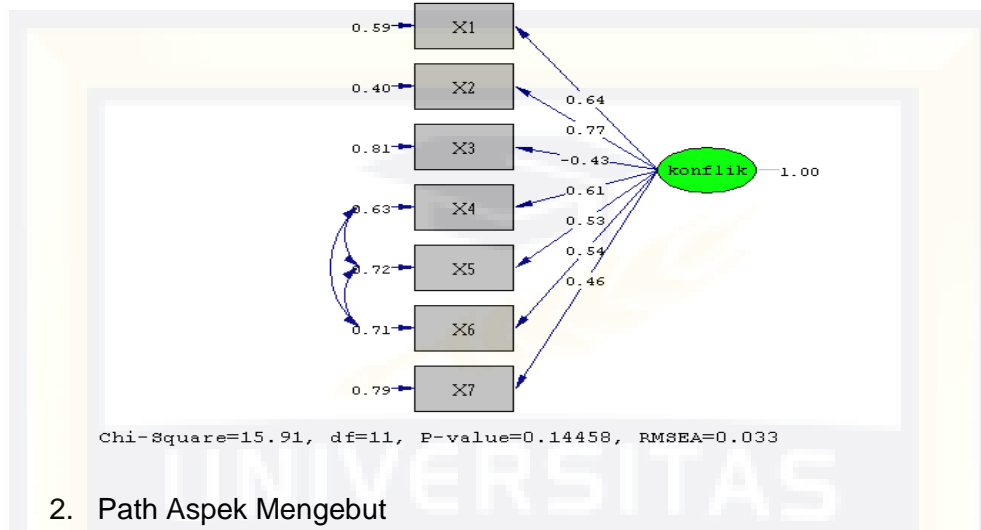 0.59 X1
0.40 X2
0.64
0.77
0.81 X3
-0.43 konflik 1.00
0.61
0.63 X4
0.53
0.54
0.72 X5
0.46
0.71 X6
0.79 X7
Chi-Square=15.91, df=11, P-value=0.14458, RMSEA=0.033
UNIVERSITAS
2. Path Aspek Mengebut